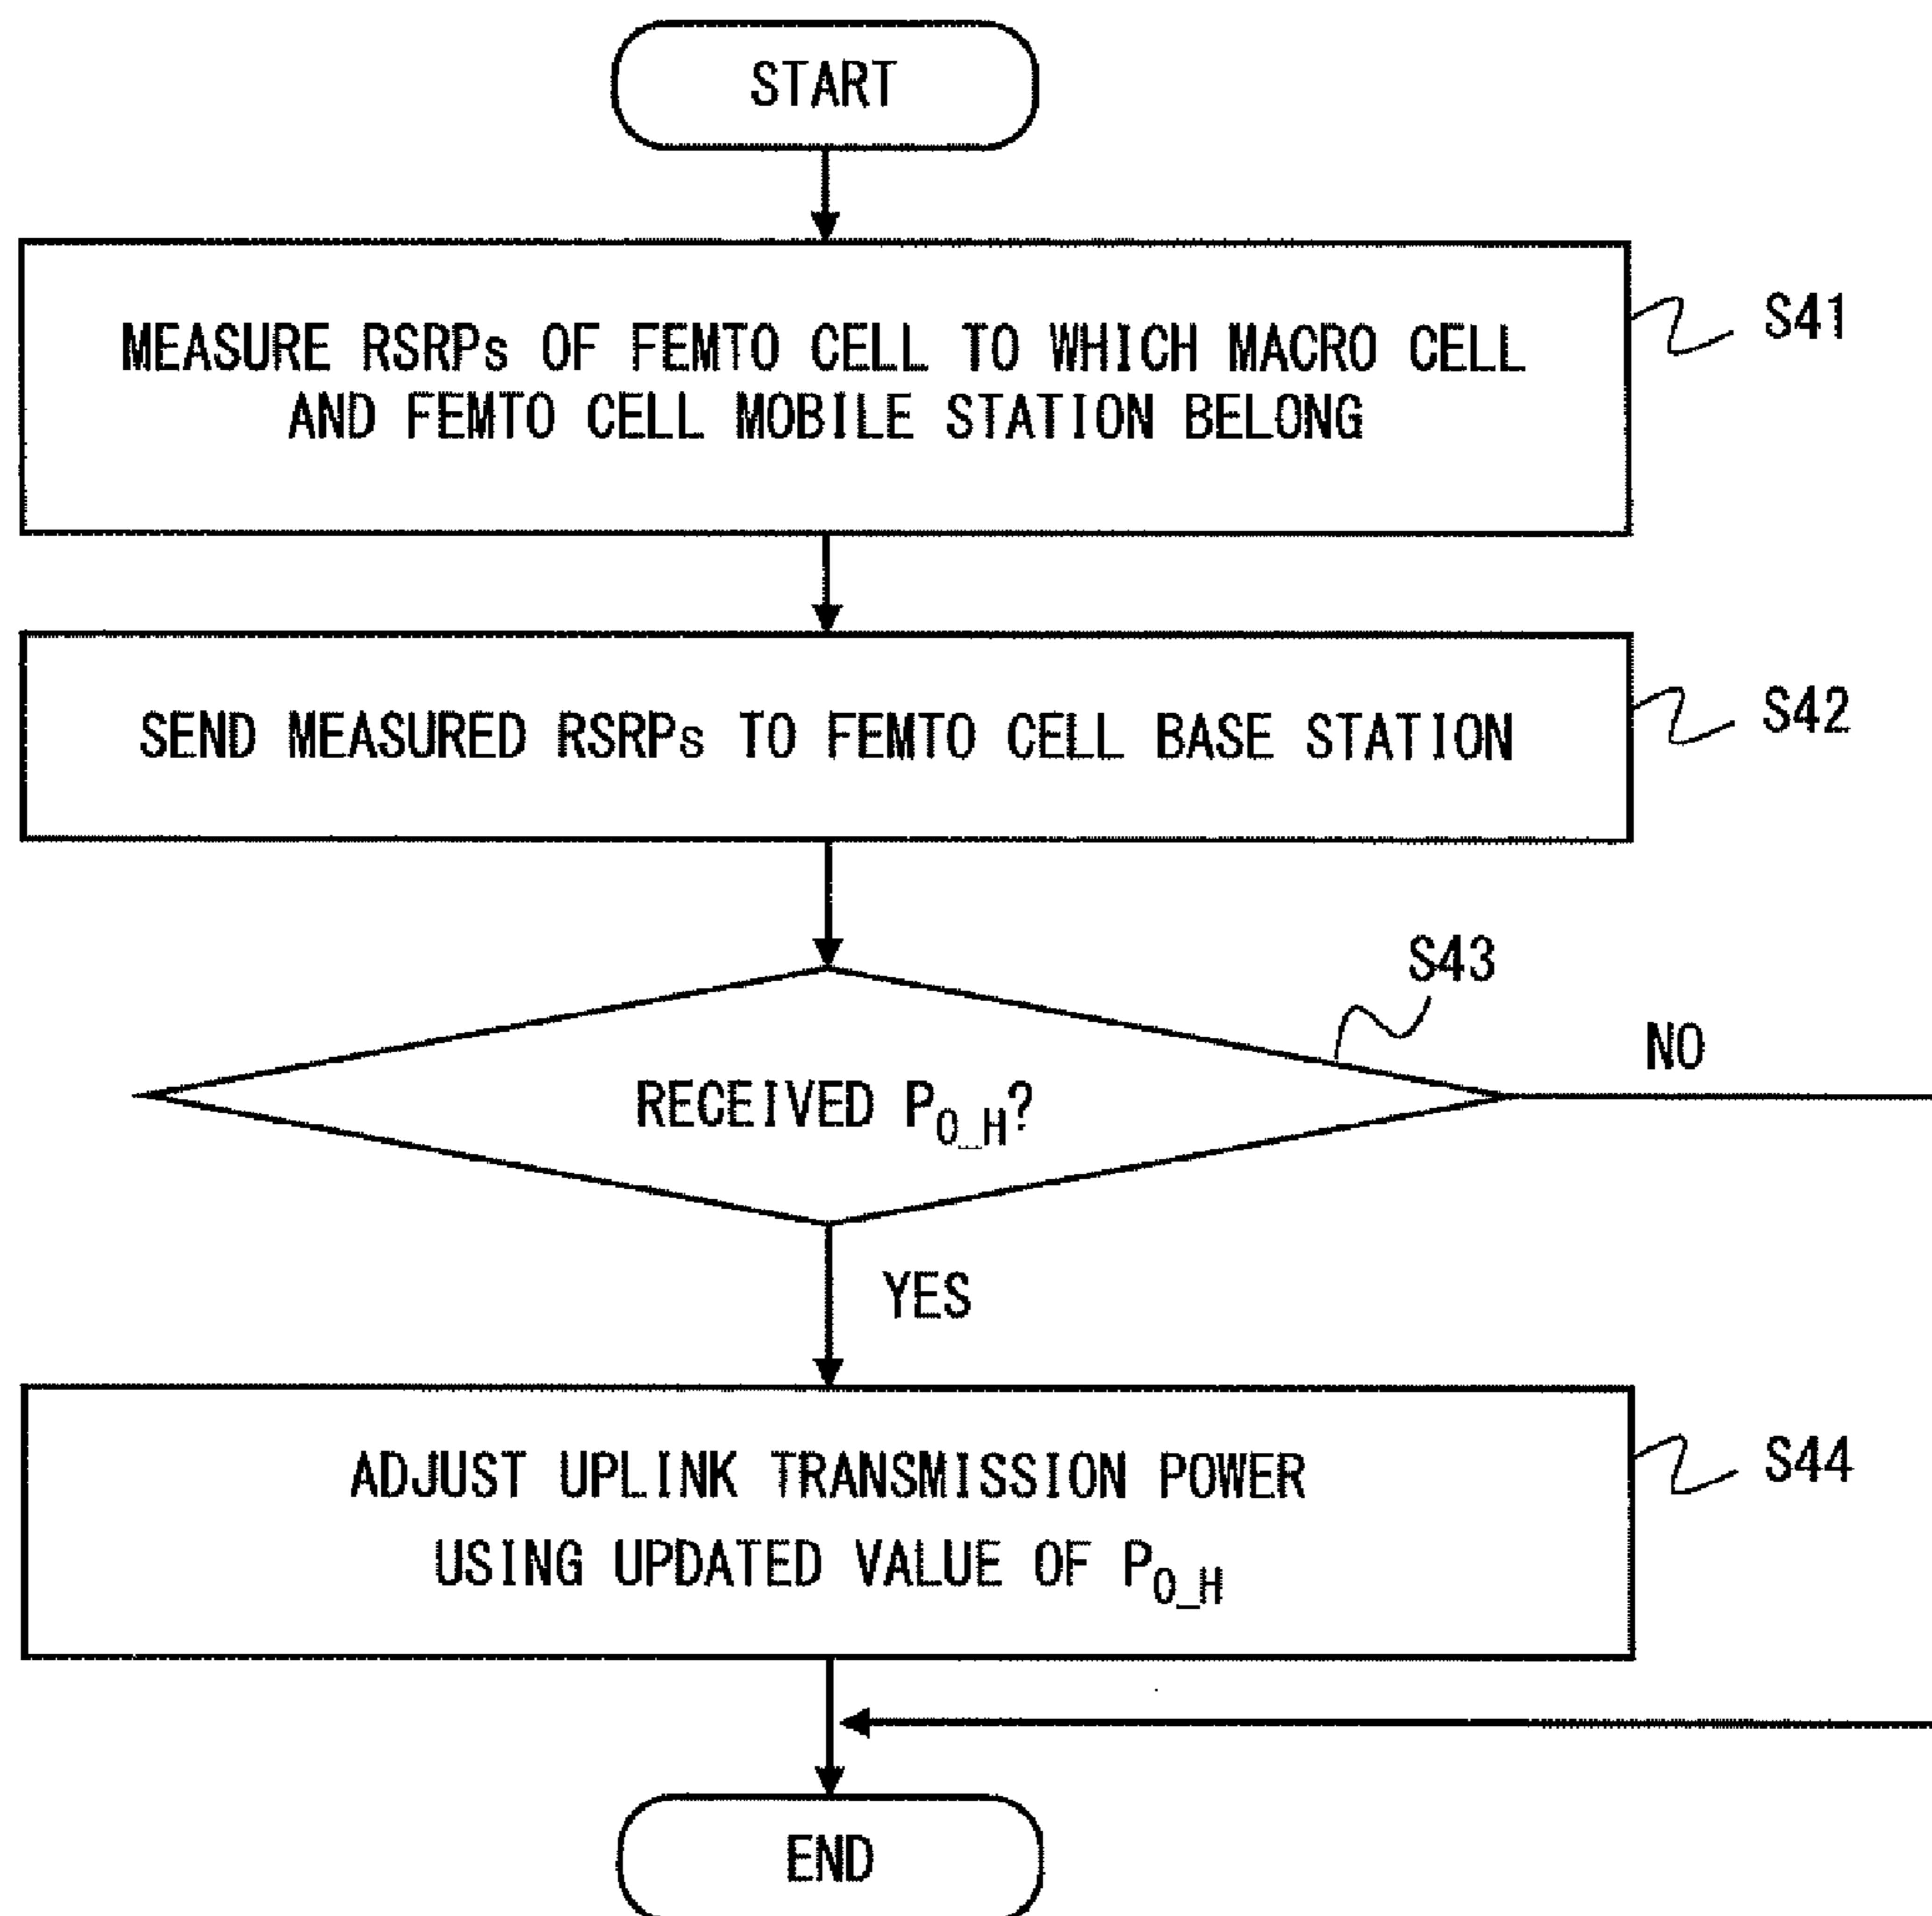 START
MEASURE RSRPs OF FEMTO CELL TO WHICH MACRO CELL
AND FEMTO CELL MOBILE STATION BELONG
S41
SEND MEASURED RSRPs TO FEMTO CELL BASE STATION
S42
S43
NO
RECEIVED P0_H?
YES
ADJUST UPLINK TRANSMISSION POWER
USING UPDATED VALUE OF P0_H
S44
END